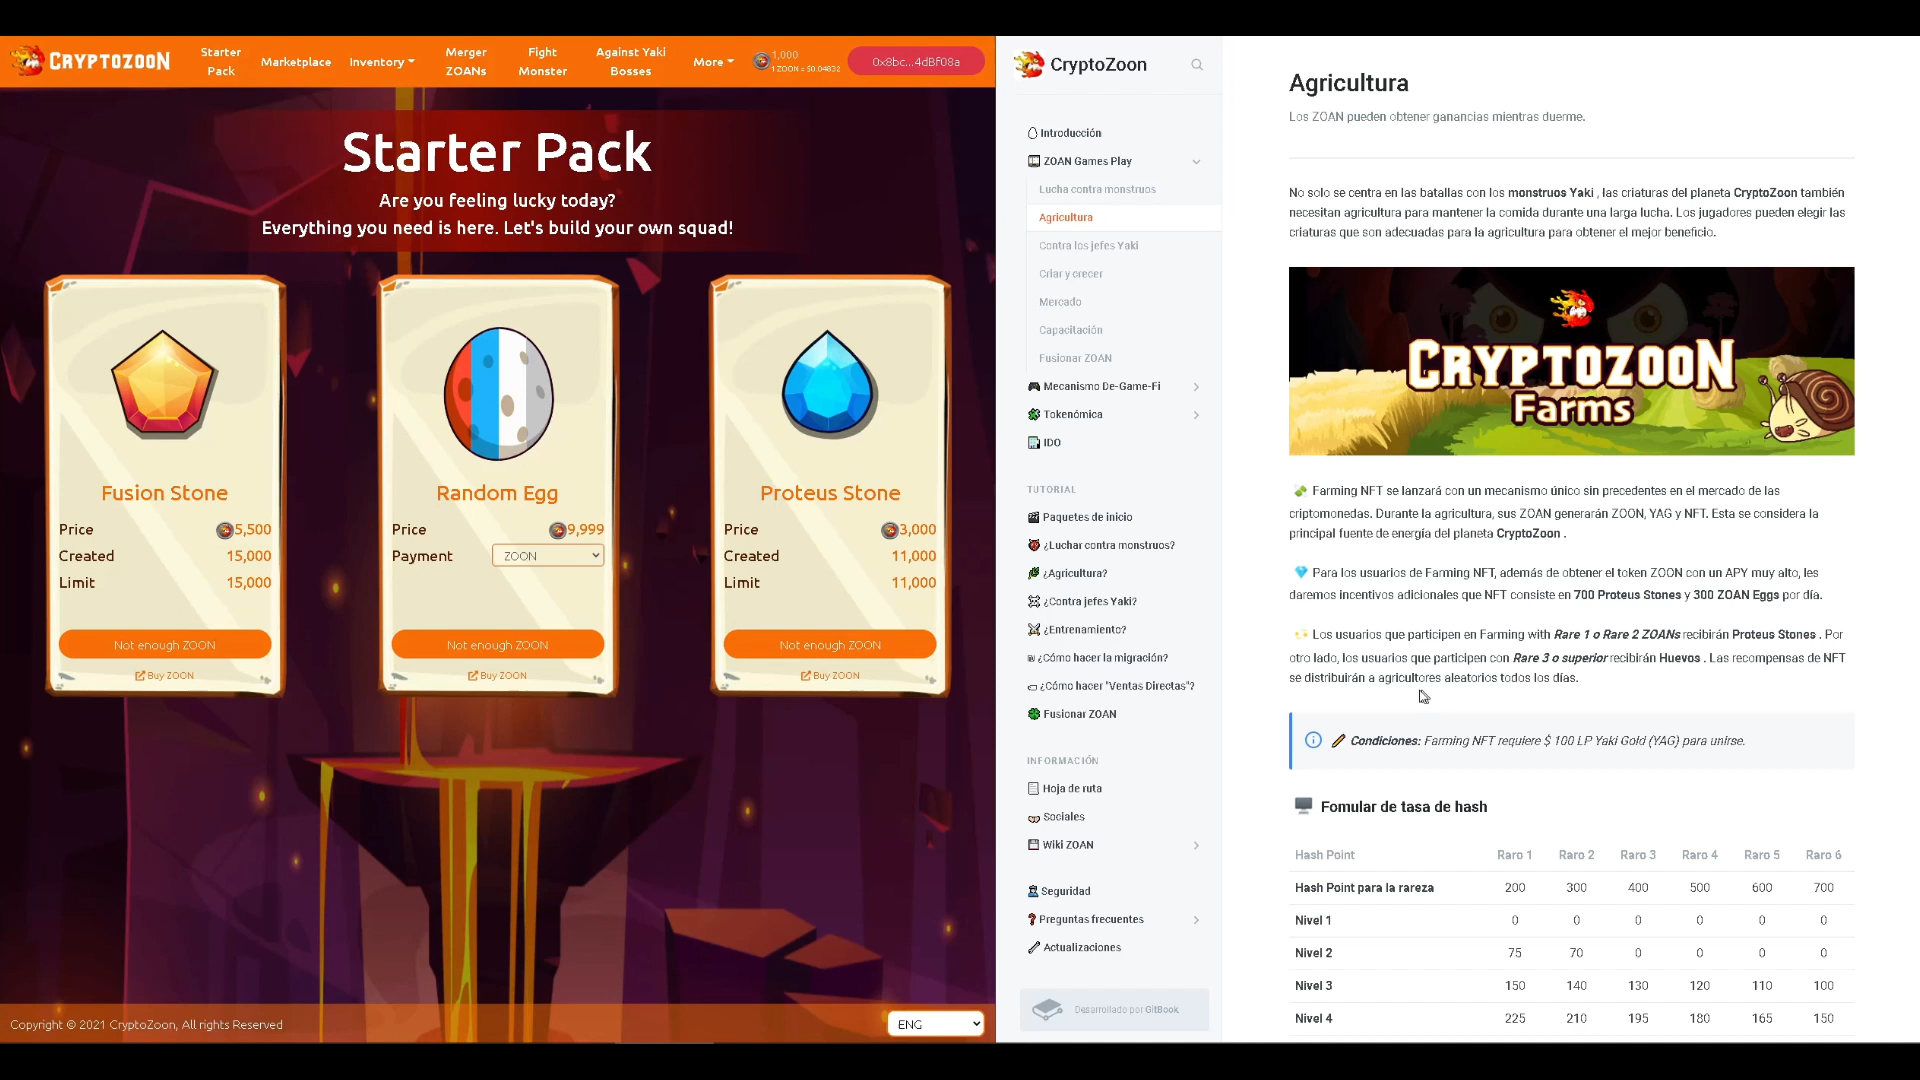 CRYPTOZOON
Starter
Pack
Marketplace
Inventory
Merger
ZOANs
Fight
Monster
Against Yaki
Bosses
More
1,000
1 ZOON = $0.04832
0x8bc...4dBF08a
Starter Pack
Are you feeling lucky today?
Everything you need is here. Let's build your own squad!
Fusion Stone
Price 5,500
Created 15,000
Limit 15,000
Not enough ZOON
Buy ZOON
Random Egg
Price 9,999
Payment ZOON
Not enough ZOON
Buy ZOON
Proteus Stone
Price 3,000
Created 11,000
Limit 11,000
Not enough ZOON
Buy ZOON
Copyright © 2021 CryptoZoon, All rights Reserved
ENG
CryptoZoon
Introducción
ZOAN Games Play
Lucha contra monstruos
Agricultura
Contra los jefes Yaki
Criar y crecer
Mercado
Capacitación
Fusionar ZOAN
Mecanismo De-Game-Fi
Tokenómica
IDO
TUTORIAL
Paquetes de inicio
¿Luchar contra monstruos?
¿Agricultura?
¿Contra jefes Yaki?
¿Entrenamiento?
¿Cómo hacer la migración?
¿Cómo hacer "Ventas Directas"?
Fusionar ZOAN
INFORMACIÓN
Hoja de ruta
Sociales
Wiki ZOAN
Seguridad
Preguntas frecuentes
Actualizaciones
Desarrollado por GitBook
Agricultura
Los ZOAN pueden obtener ganancias mientras duerme.
No solo se centra en las batallas con los monstruos Yaki , las criaturas del planeta CryptoZoon también
necesitan agricultura para mantener la comida durante una larga lucha. Los jugadores pueden elegir las
criaturas que son adecuadas para la agricultura para obtener el mejor beneficio.
CRYPTOZOON
Farms
Farming NFT se lanzará con un mecanismo único sin precedentes en el mercado de las
criptomonedas. Durante la agricultura, sus ZOAN generarán ZOON, YAG y NFT. Esta se considera la
principal fuente de energía del planeta CryptoZoon .
Para los usuarios de Farming NFT, además de obtener el token ZOON con un APY muy alto, les
daremos incentivos adicionales que NFT consiste en 700 Proteus Stones y 300 ZOAN Eggs por día.
Los usuarios que participen en Farming with Rare 1 o Rare 2 ZOANs recibirán Proteus Stones . Por
otro lado, los usuarios que participen con Rare 3 o superior recibirán Huevos . Las recompensas de NFT
se distribuirán a agricultores aleatorios todos los días.
Condiciones: Farming NFT requiere $ 100 LP Yaki Gold (YAG) para unirse.
Fomular de tasa de hash
Hash Point Raro 1 Raro 2 Raro 3 Raro 4 Raro 5 Raro 6
Hash Point para la rareza 200 300 400 500 600 700
Nivel 1 0 0 0 0 0 0
Nivel 2 75 70 0 0 0 0
Nivel 3 150 140 130 120 110 100
Nivel 4 225 210 195 180 165 150